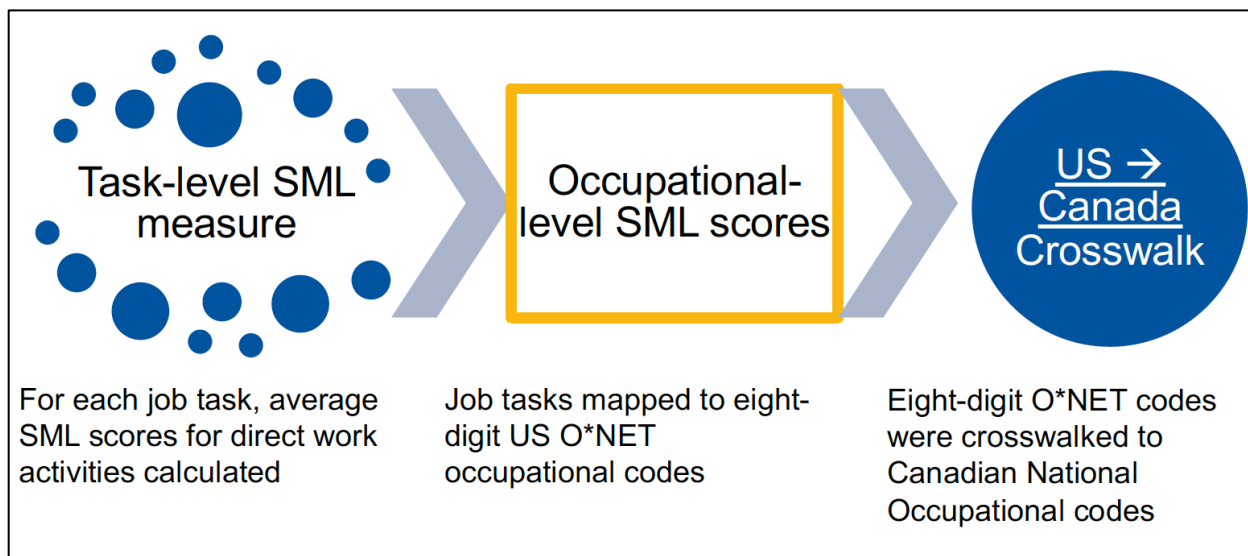 Task-level SML
measure
Occupational-
level SML scores
US →
Canada
Crosswalk
For each job task, average
SML scores for direct work
activities calculated
Job tasks mapped to eight-
digit US O*NET
occupational codes
Eight-digit O*NET codes
were crosswalked to
Canadian National
Occupational codes